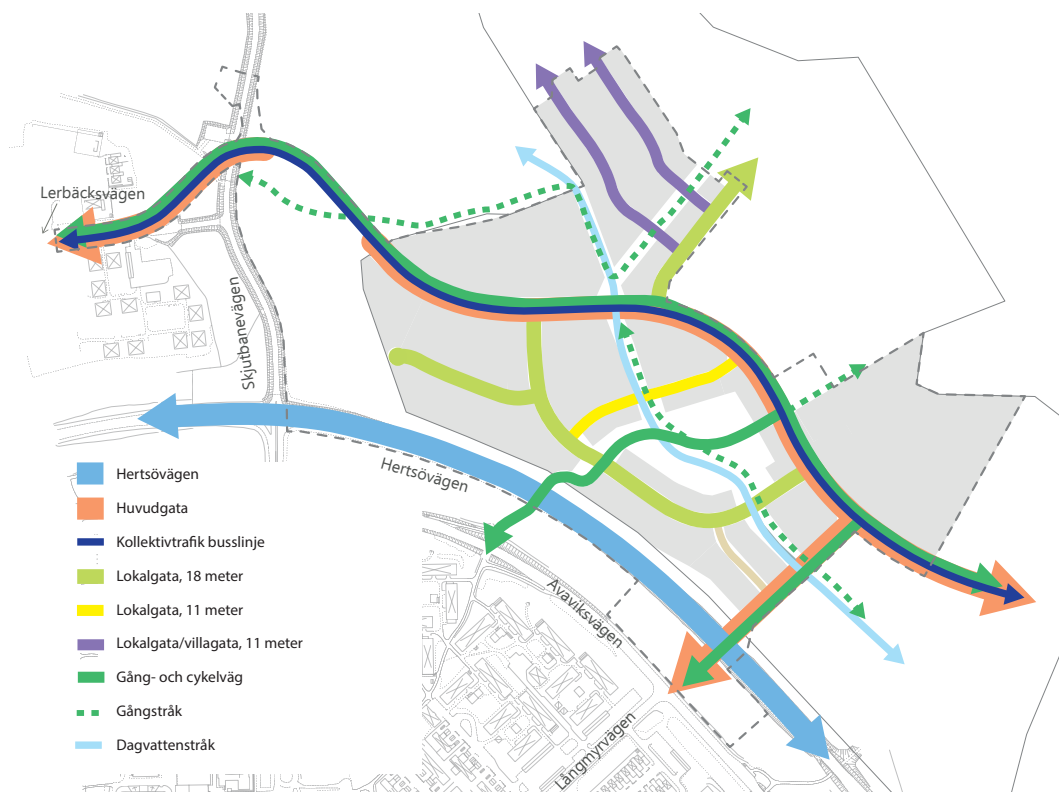 Lerbäcksvägen
Skjutbanevägen
Hertsövägen
Avaviksvägen
Långmyrvägen
Hertsövägen
Huvudgata
Kollektivtrafik busslinje
Lokalgata, 18 meter
Lokalgata, 11 meter
Lokalgata/villagata, 11 meter
Gång- och cykelväg
Gångstråk
Dagvattenstråk